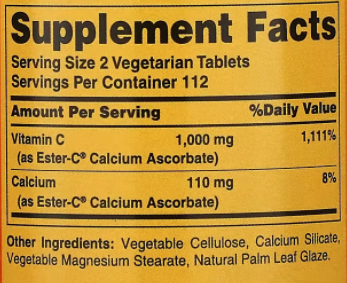 Supplement Facts
Serving Size 2 Vegetarian Tablets
Servings Per Container 112
Amount Per Serving %Daily Value
Vitamin C 1,000 mg 1,111%
(as Ester-C® Calcium Ascorbate)
Calcium 110 mg 8%
(as Ester-C® Calcium Ascorbate)
Other Ingredients: Vegetable Cellulose, Calcium Silicate,
Vegetable Magnesium Stearate, Natural Palm Leaf Glaze.